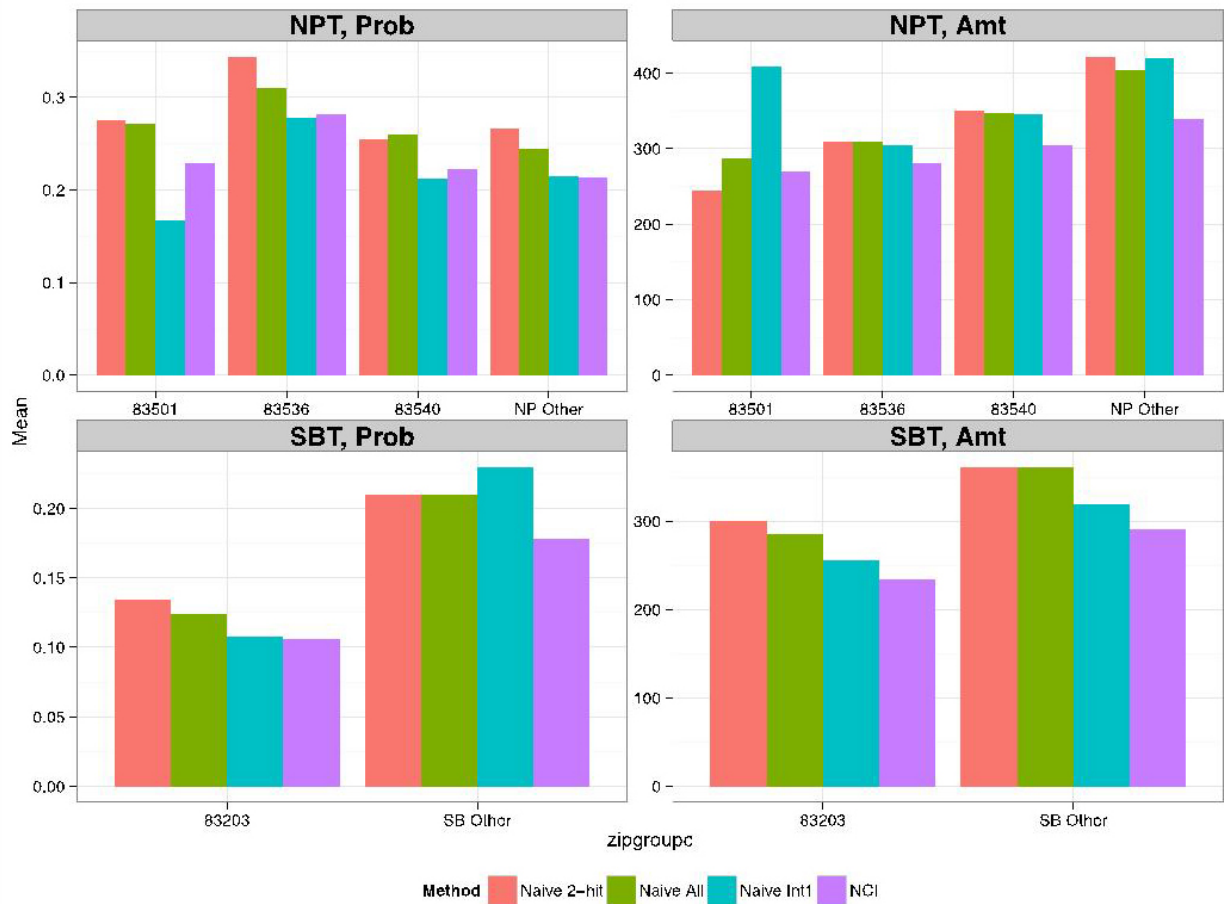 NPT, Prob
NPT, Amt
0.3
0.2
0.1
0.0
400
300
200
100
0
83501
83536
83540
NP Other
83501
83536
83540
NP Other
Mean
SBT, Prob
SBT, Amt
0.20
0.15
0.10
0.05
0.00
300
200
100
0
83203
SB Other
83203
SB Other
zipgroupc
Method Naive 2-hit Naive All Naive Int1 NCI